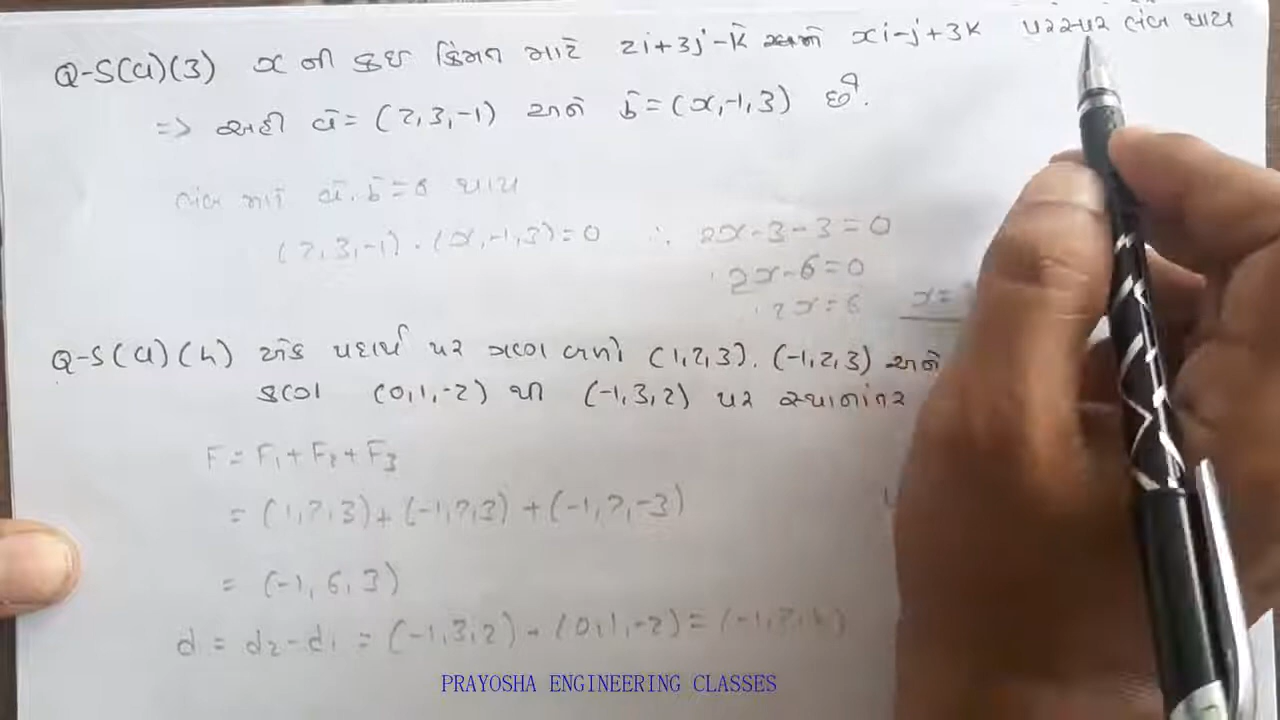 Q-5(અ)(3) x ની કઇ કિંમત માટે 2i+3j-k અને xi-j+3k પરસ્પર લંબ થાય
=> અહી ā=(2,3,-1) અને b̄=(x,-1,3) છે.
લંબ માટે ā.b̄=0 થાય
(2,3,-1).(x,-1,3)=0 ∴ 2x-3-3=0
2x-6=0
2x=6 x=
Q-5(અ)(4) એક પદાર્થ પર બળો (1,2,3). (-1,2,3) અને
કણો (0,1,-2) થી (-1,3,2) પર સ્થાનાંતર
F = F₁+F₂+F₃
= (1,2,3)+(-1,2,3)+(-1,2,-3)
= (-1,6,3)
d = d₂-d₁ = (-1,3,2)-(0,1,-2)=(-1,2,4)
PRAYOSHA ENGINEERING CLASSES